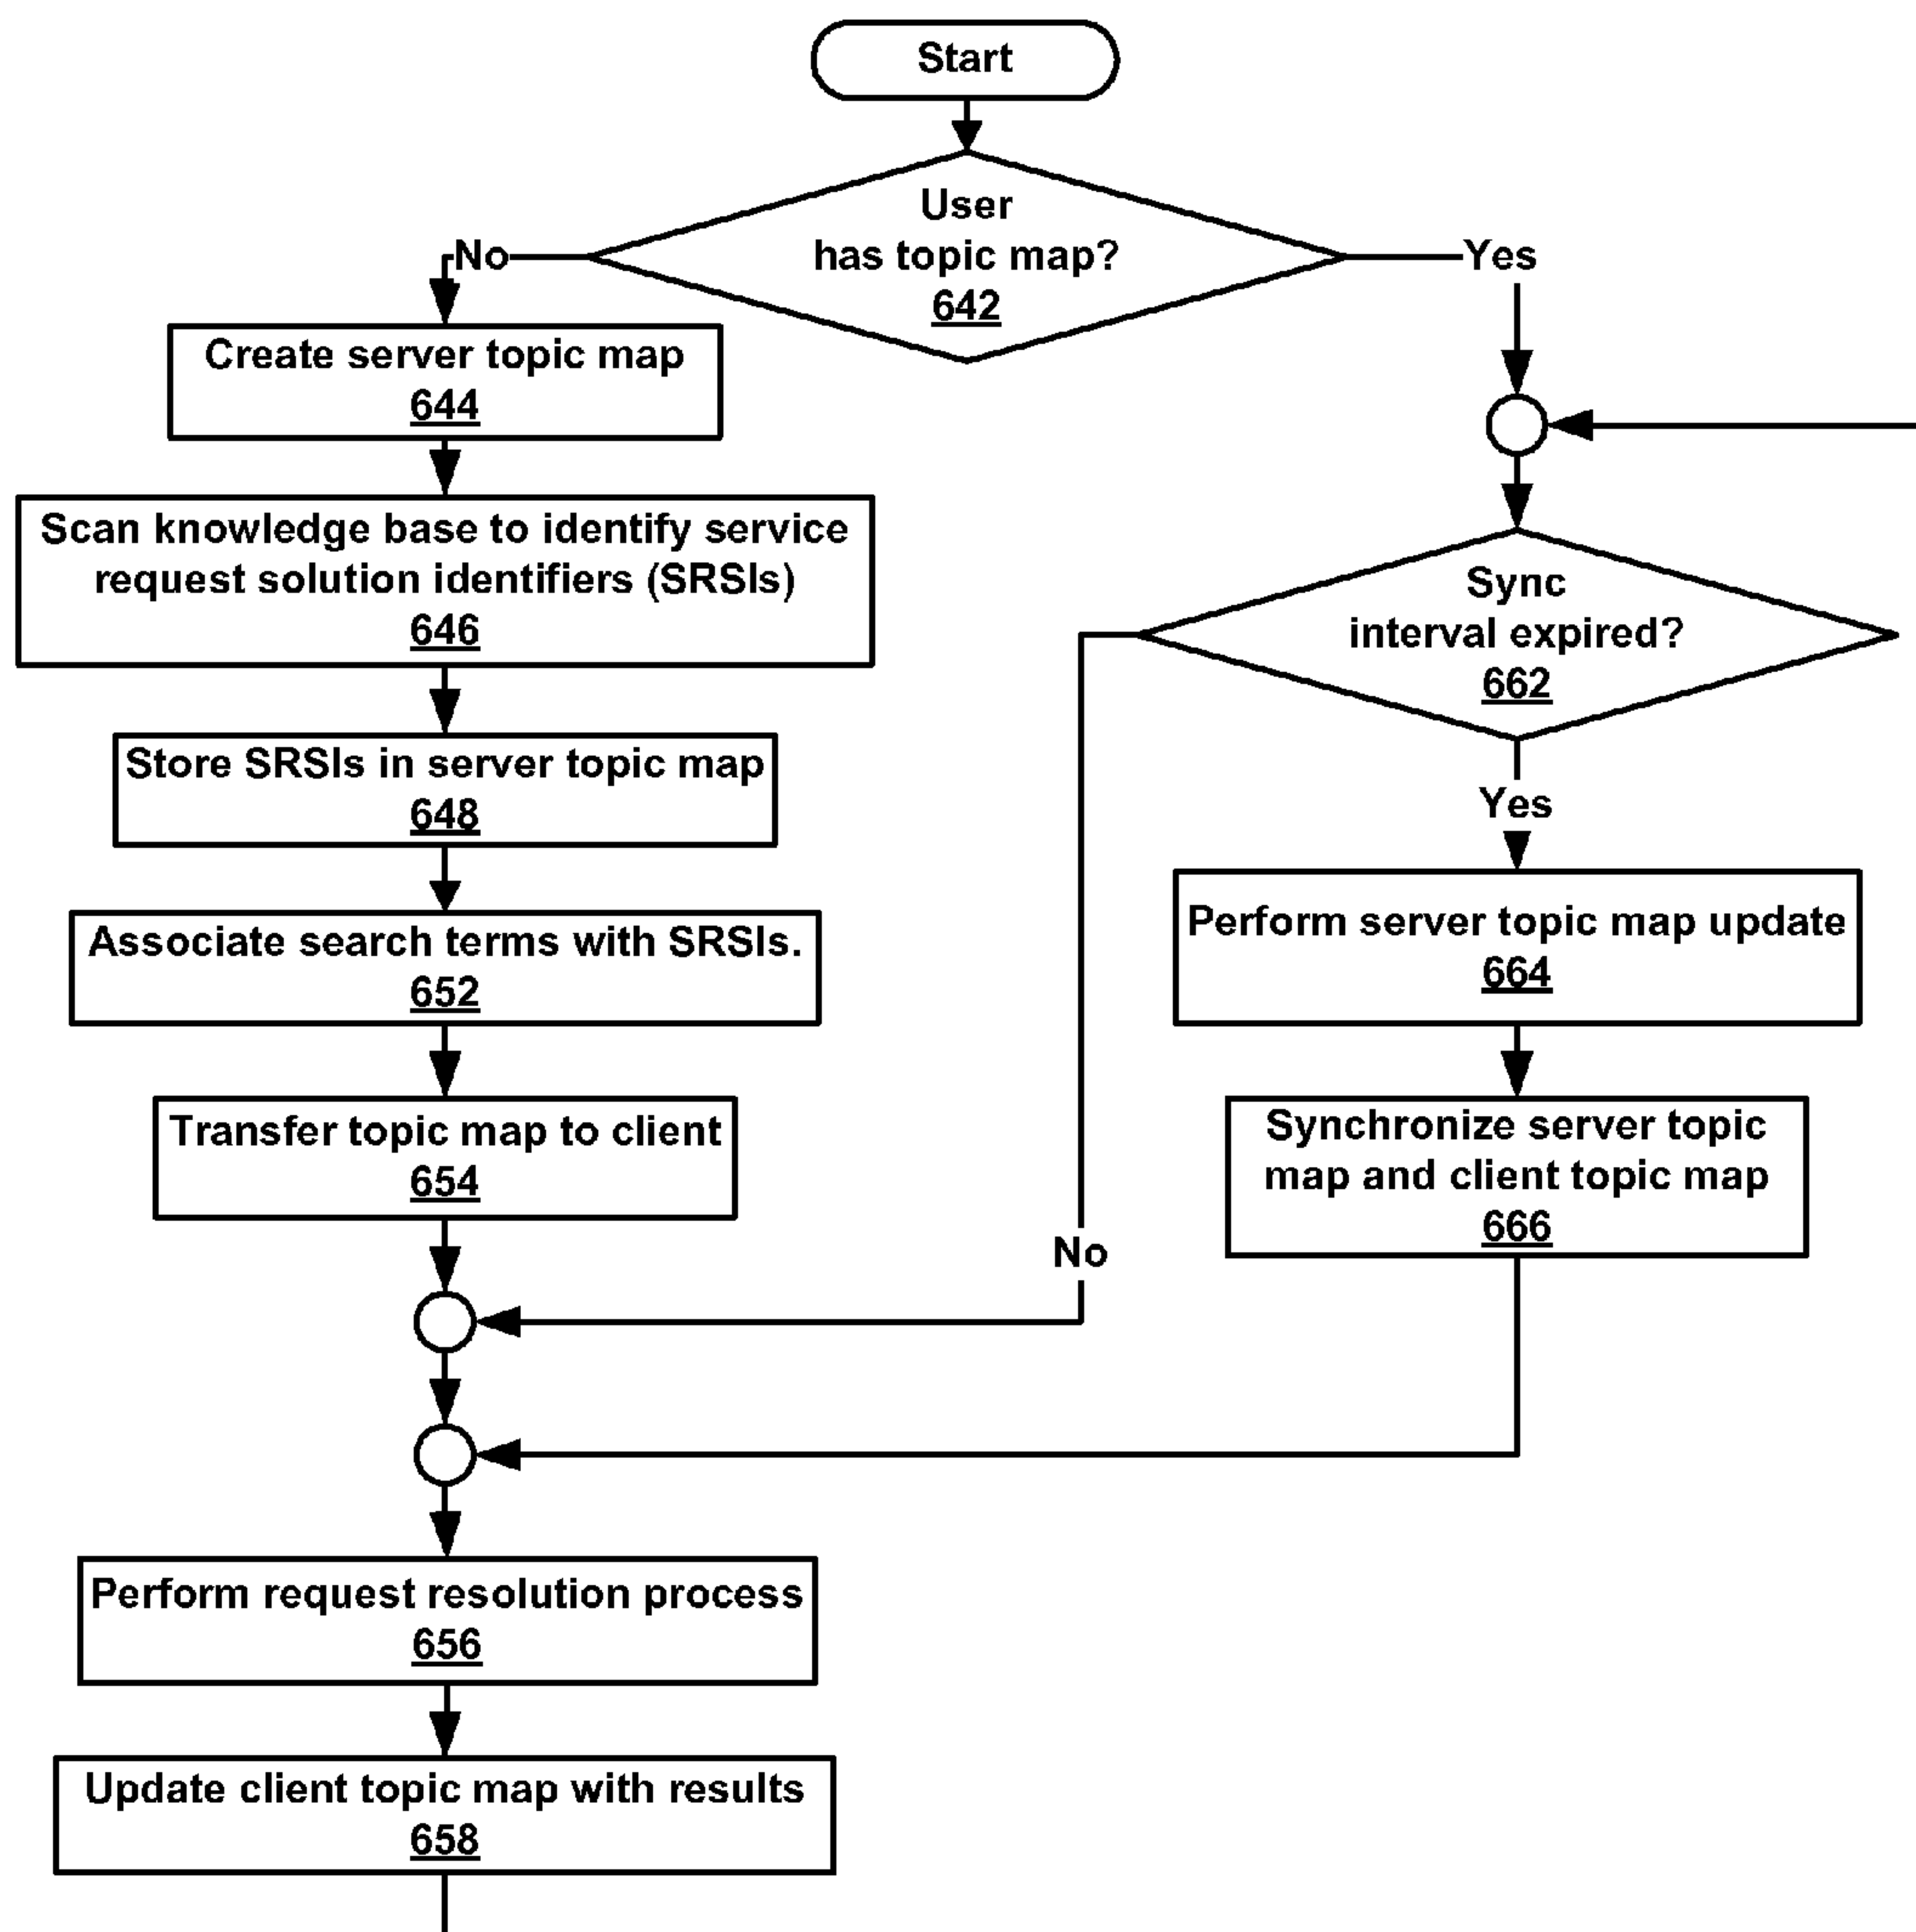 Start
User
has topic map?
642
No
Yes
Create server topic map
644
Scan knowledge base to identify service
request solution identifiers (SRSIs)
646
Store SRSIs in server topic map
648
Associate search terms with SRSIs.
652
Transfer topic map to client
654
Sync
interval expired?
662
Yes
No
Perform server topic map update
664
Synchronize server topic
map and client topic map
666
Perform request resolution process
656
Update client topic map with results
658